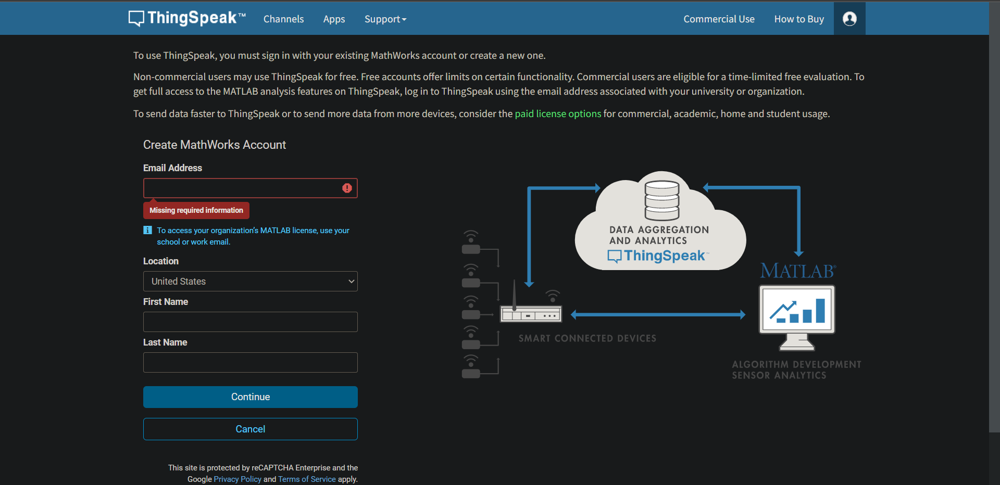 ThingSpeak™ Channels Apps Support Commercial Use How to Buy
To use ThingSpeak, you must sign in with your existing MathWorks account or create a new one.
Non-commercial users may use ThingSpeak for free. Free accounts offer limits on certain functionality. Commercial users are eligible for a time-limited free evaluation. To
get full access to the MATLAB analysis features on ThingSpeak, log in to ThingSpeak using the email address associated with your university or organization.
To send data faster to ThingSpeak or to send more data from more devices, consider the paid license options for commercial, academic, home and student usage.
Create MathWorks Account
Email Address
Missing required information
To access your organization's MATLAB license, use your
school or work email.
Location
United States
First Name
Last Name
Continue
Cancel
This site is protected by reCAPTCHA Enterprise and the
Google Privacy Policy and Terms of Service apply.
DATA AGGREGATION
AND ANALYTICS
ThingSpeak™
MATLAB®
SMART CONNECTED DEVICES
ALGORITHM DEVELOPMENT
SENSOR ANALYTICS